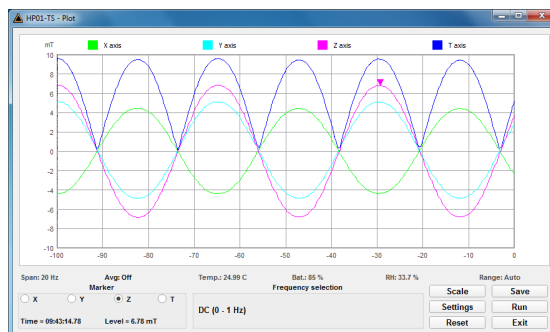 HP01-TS - Plot
mT
X axis Y axis Z axis T axis
10
8
6
4
2
0
-2
-4
-6
-8
-10
-100 -90 -80 -70 -60 -50 -40 -30 -20 -10 0
Span: 20 Hz Avg: Off Temp.: 24.99 C Bat.: 85 % RH: 33.7 % Range: Auto
Marker Frequency selection
X Y Z T
DC (0 - 1 Hz)
Time = 09:43:14.78 Level = 6.78 mT
Scale Save
Settings Run
Reset Exit